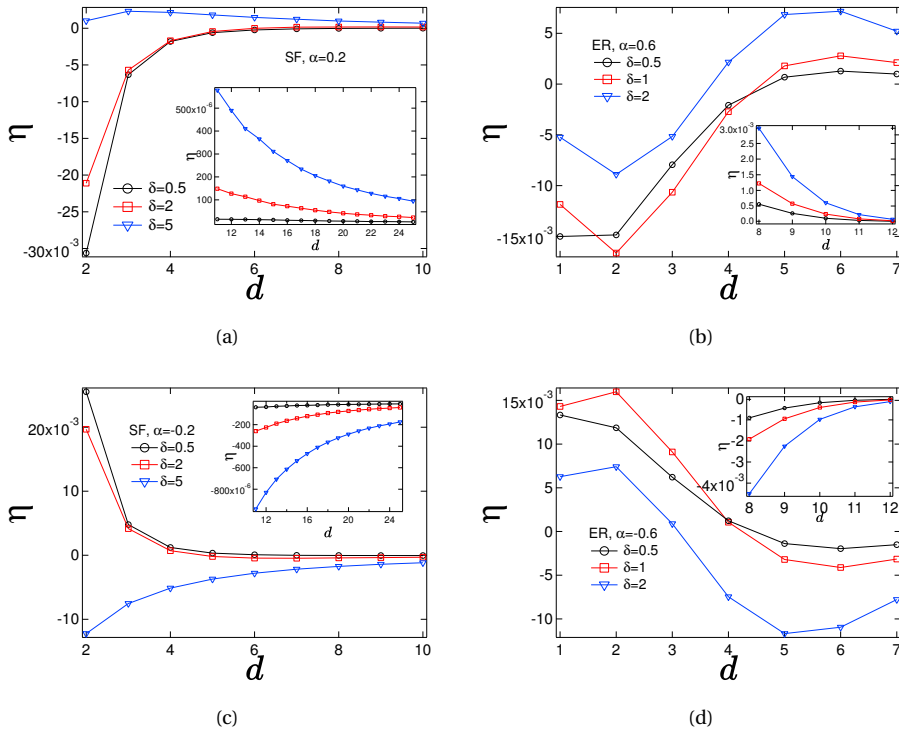 0
-5
-10
-15
-20
-25
-30x10⁻³
η
SF, α=0.2
δ=0.5
δ=2
δ=5
2 4 6 8 10
d
500x10⁻⁶
400
300
200
100
η
12 14 16 18 20 22 24
d
(a)
5
0
-5
-10
-15x10⁻³
η
ER, α=0.6
δ=0.5
δ=1
δ=2
1 2 3 4 5 6 7
d
3.0x10⁻³
2.5
2.0
1.5
1.0
0.5
0.0
η
8 9 10 11 12
d
(b)
20x10⁻³
10
0
-10
η
SF, α=-0.2
δ=0.5
δ=2
δ=5
2 4 6 8 10
d
-200
-400
-600
-800x10⁻⁶
η
12 16 20 24
d
(c)
15x10⁻³
10
5
0
-5
-10
η
ER, α=-0.6
δ=0.5
δ=1
δ=2
1 2 3 4 5 6 7
d
0
-1
-2
-3
-4x10⁻³
η
8 9 10 11 12
d
(d)